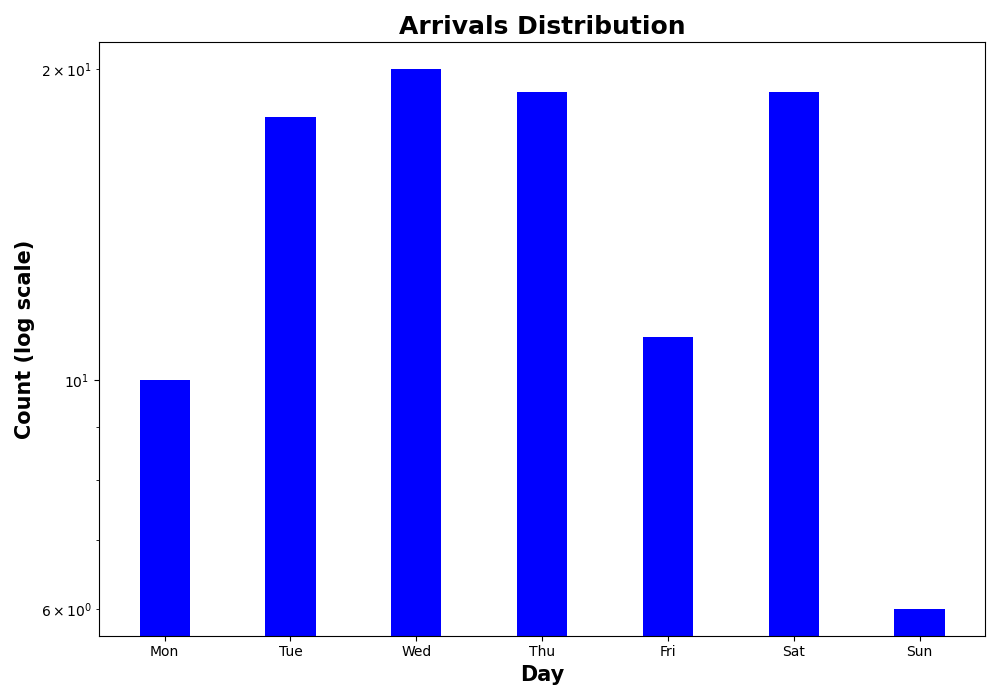 Arrivals Distribution
Count (log scale)
2 × 10¹
10¹
6 × 10⁰
Mon Tue Wed Thu Fri Sat Sun
Day